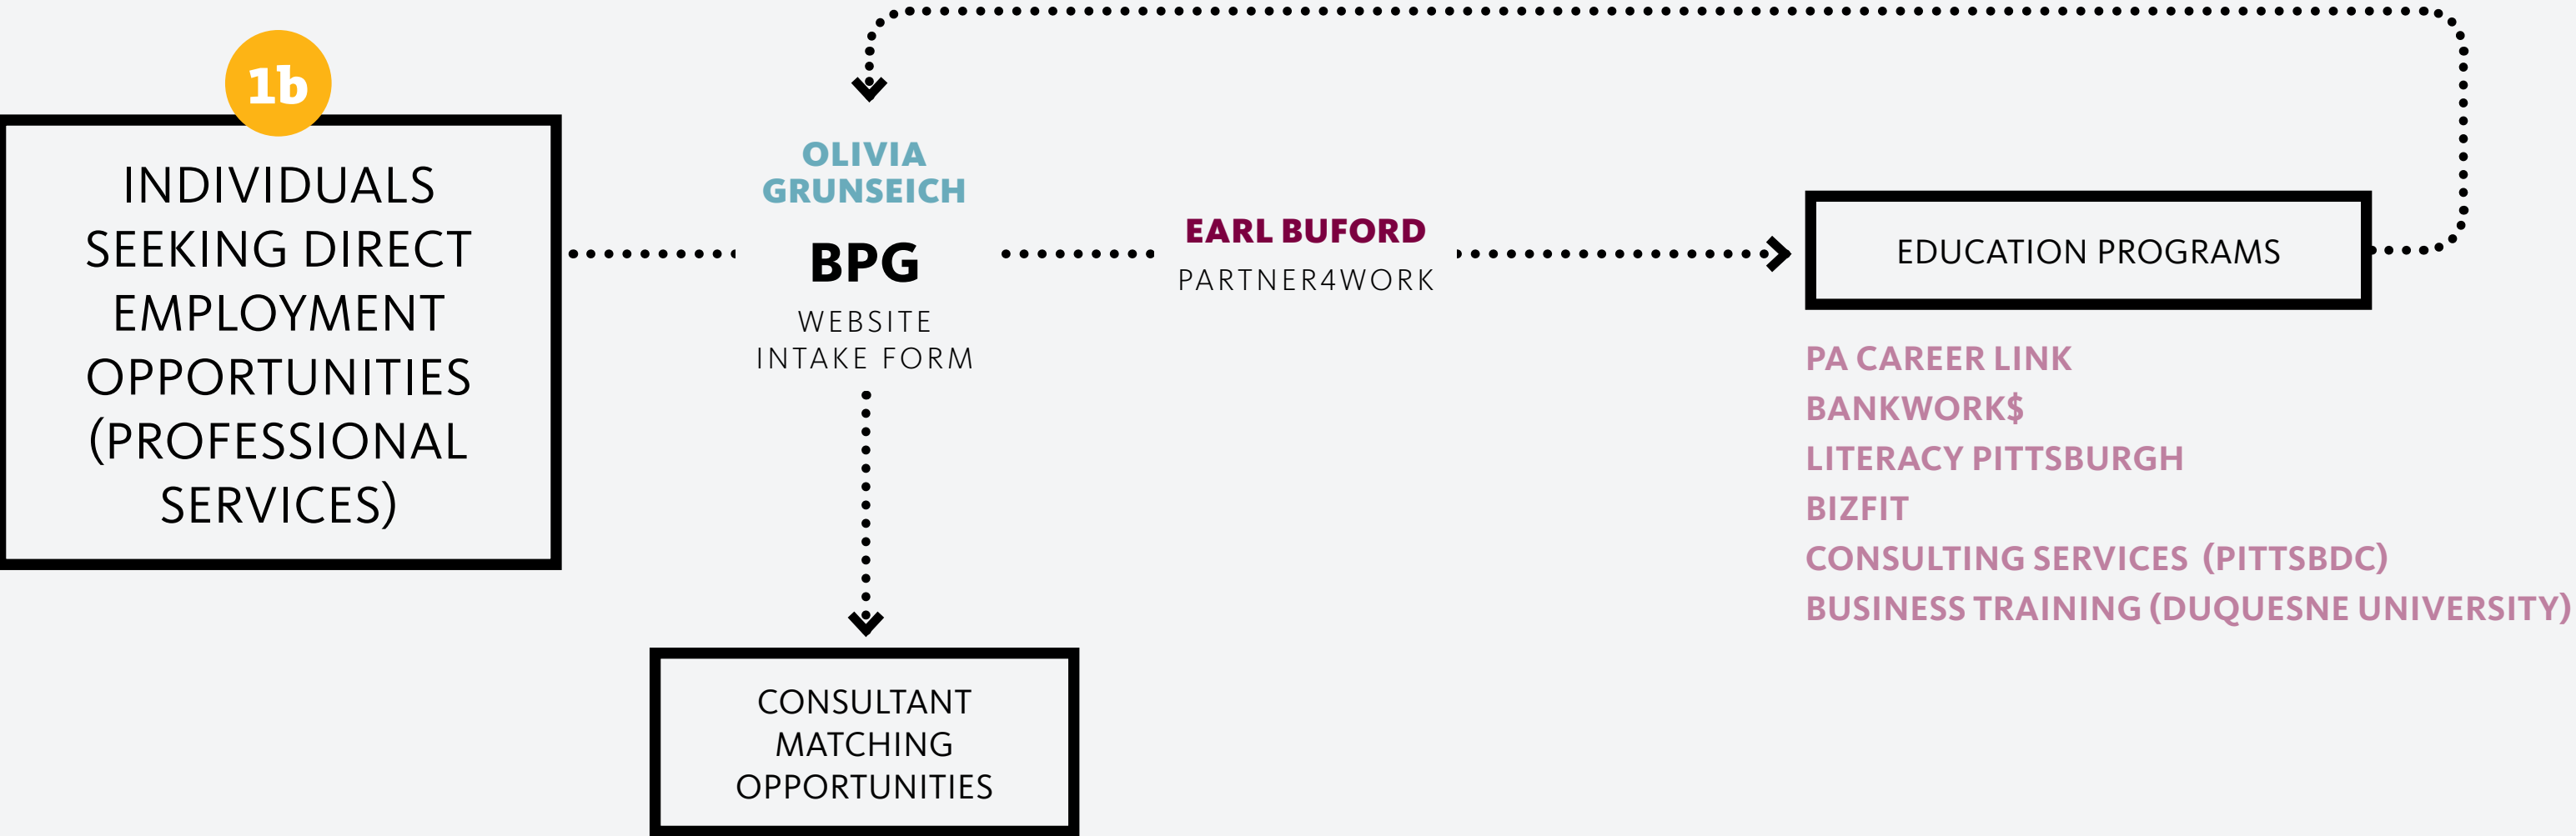 1b
INDIVIDUALS
SEEKING DIRECT
EMPLOYMENT
OPPORTUNITIES
(PROFESSIONAL
SERVICES)
OLIVIA
GRUNSEICH
BPG
WEBSITE
INTAKE FORM
EARL BUFORD
PARTNER4WORK
EDUCATION PROGRAMS
PA CAREER LINK
BANKWORK$
LITERACY PITTSBURGH
BIZFIT
CONSULTING SERVICES (PITTSBDC)
BUSINESS TRAINING (DUQUESNE UNIVERSITY)
CONSULTANT
MATCHING
OPPORTUNITIES